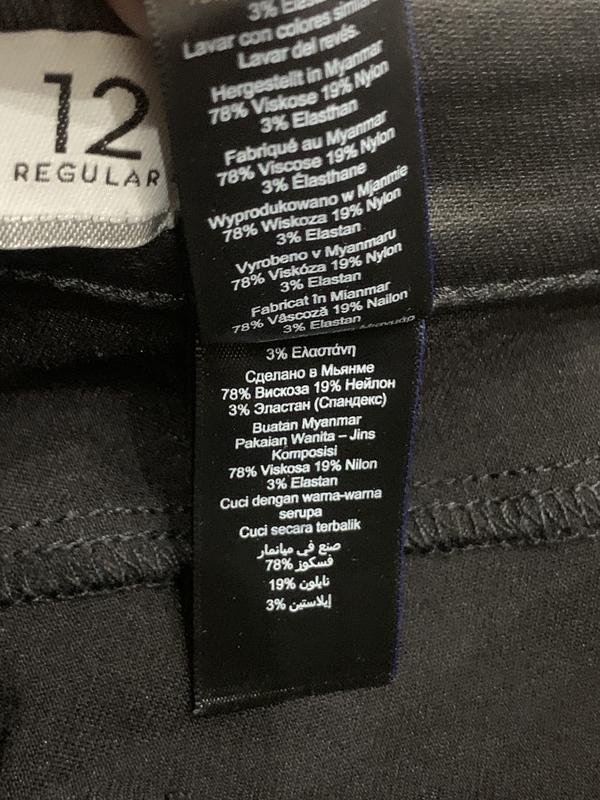 12
REGULAR
3% Elas
Lavar con colores simila
Lavar del revés.
Hergestellt in Myanmar
78% Viskose 19% Nylon
3% Elasthan
Fabriqué au Myanmar
78% Viscose 19% Nylon
3% Élasthane
Wyprodukowano w Mjanmie
78% Wiskoza 19% Nylon
3% Elastan
Vyrobeno v Myanmaru
78% Viskóza 19% Nylon
3% Elastan
Fabricat în Mianmar
78% Vâscoză 19% Nailon
3% Elastan
3% Ελαστάνη
Сделано в Мьянме
78% Вискоза 19% Нейлон
3% Эластан (Спандекс)
Buatan Myanmar
Pakaian Wanita – Jins
Komposisi
78% Viskosa 19% Nilon
3% Elastan
Cuci dengan warna-warna
serupa
Cuci secara terbalik
صنع في ميانمار
78% فسكوز
19% نايلون
3% إيلاستين